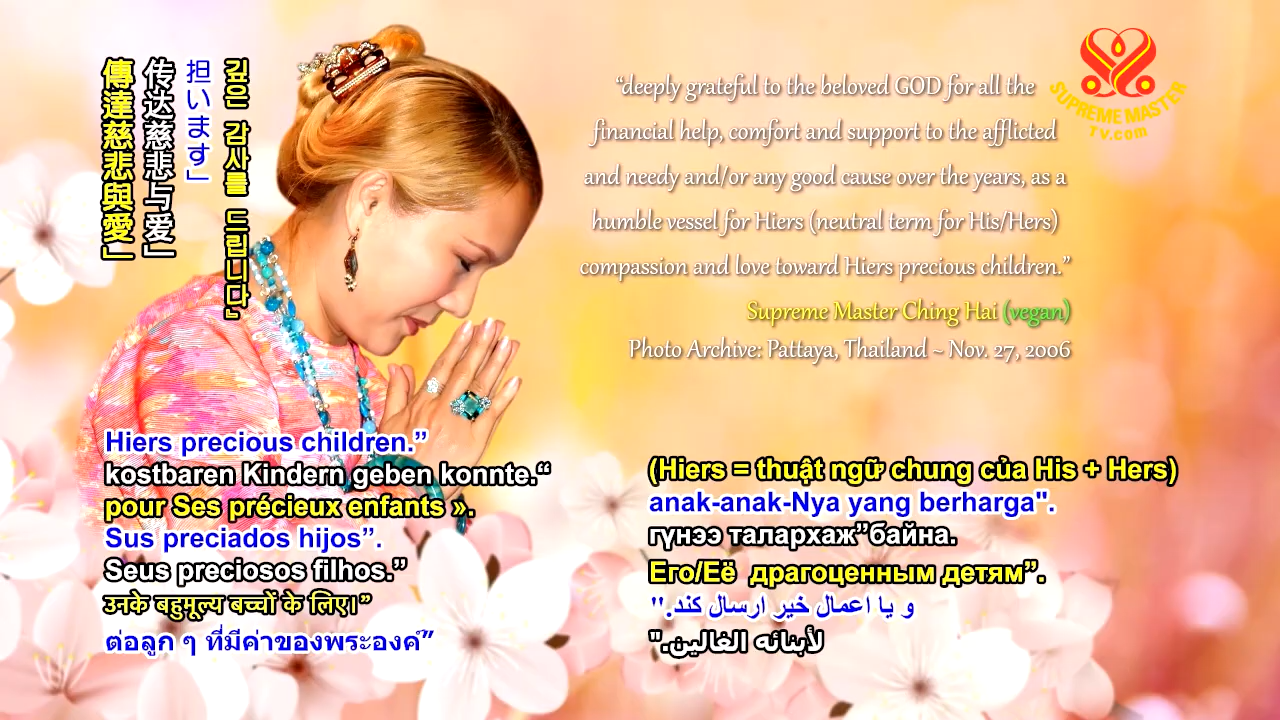 傳達慈悲與愛」
传达慈悲与爱」
担います」
깊은 감사를 드립니다』
“deeply grateful to the beloved GOD for all the
financial help, comfort and support to the afflicted
and needy and/or any good cause over the years, as a
humble vessel for Hiers (neutral term for His/Hers)
compassion and love toward Hiers precious children.”
Supreme Master Ching Hai (vegan)
Photo Archive: Pattaya, Thailand ~ Nov. 27, 2006
SUPREME MASTER
TV.com
Hiers precious children.”
kostbaren Kindern geben konnte.“
pour Ses précieux enfants ».
Sus preciados hijos”.
Seus preciosos filhos.”
उनके बहुमूल्य बच्चों के लिए।”
ต่อลูก ๆ ที่มีค่าของพระองค์”
(Hiers = thuật ngữ chung của His + Hers)
anak-anak-Nya yang berharga".
гүнээ талархаж”байна.
Его/Её драгоценным детям”.
و یا اعمال خیر ارسال کند."
لأبنائه الغالين."